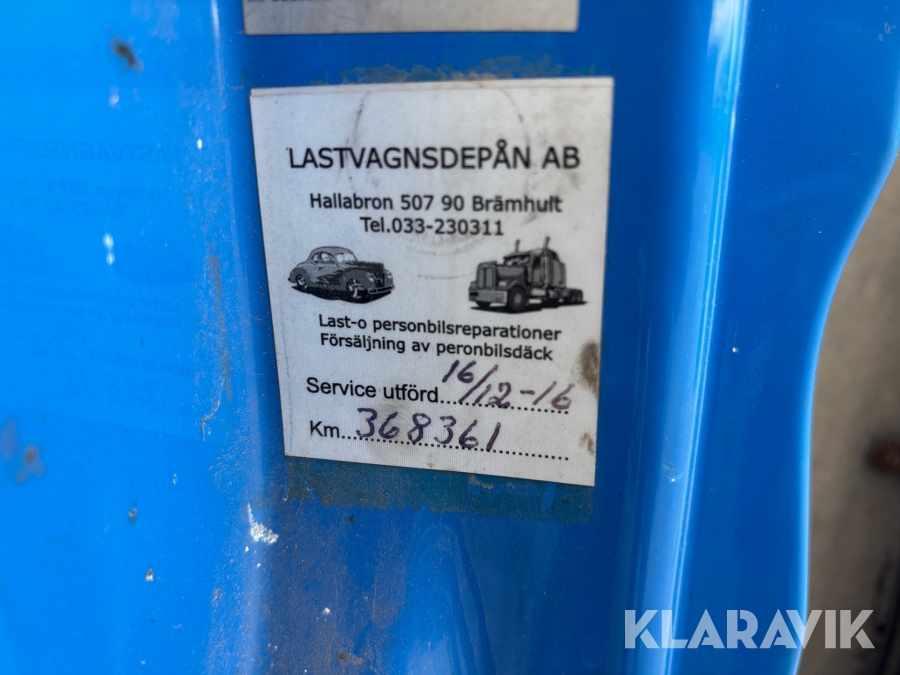 LASTVAGNSDEPÅN AB
Hallabron 507 90 Brämhult
Tel.033-230311
Last-o personbilsreparationer
Försäljning av peronbilsdäck
Service utförd 16/12-16
Km 368361
KLARAVIK